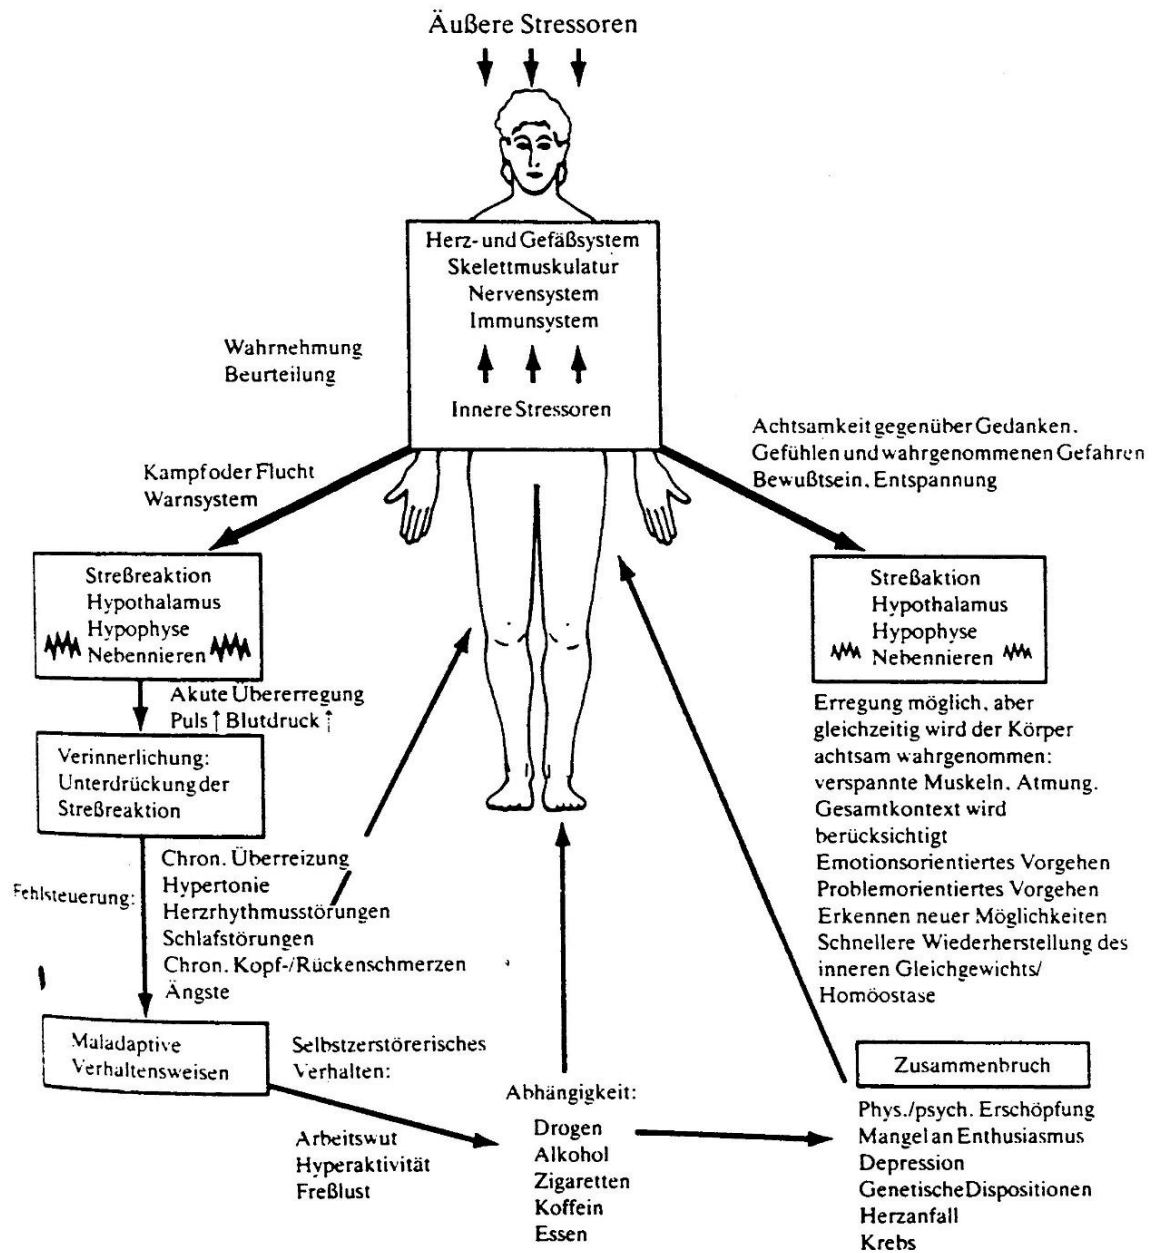 Äußere Stressoren
Herz- und Gefäßsystem
Skelettmuskulatur
Nervensystem
Immunsystem
Innere Stressoren
Wahrnehmung
Beurteilung
Kampf oder Flucht
Warnsystem
Achtsamkeit gegenüber Gedanken,
Gefühlen und wahrgenommenen Gefahren
Bewußtsein, Entspannung
Streßreaktion
Hypothalamus
Hypophyse
Nebennieren
Akute Übererregung
Puls ↑ Blutdruck ↑
Verinnerlichung:
Unterdrückung der
Streßreaktion
Fehlsteuerung:
Chron. Überreizung
Hypertonie
Herzrhythmusstörungen
Schlafstörungen
Chron. Kopf-/Rückenschmerzen
Ängste
Maladaptive
Verhaltensweisen
Selbstzerstörerisches
Verhalten:
Arbeitswut
Hyperaktivität
Freßlust
Abhängigkeit:
Drogen
Alkohol
Zigaretten
Koffein
Essen
Streßaktion
Hypothalamus
Hypophyse
Nebennieren
Erregung möglich, aber
gleichzeitig wird der Körper
achtsam wahrgenommen:
verspannte Muskeln, Atmung.
Gesamtkontext wird
berücksichtigt
Emotionsorientiertes Vorgehen
Problemorientiertes Vorgehen
Erkennen neuer Möglichkeiten
Schnellere Wiederherstellung des
inneren Gleichgewichts/
Homöostase
Zusammenbruch
Phys./psych. Erschöpfung
Mangel an Enthusiasmus
Depression
Genetische Dispositionen
Herzanfall
Krebs